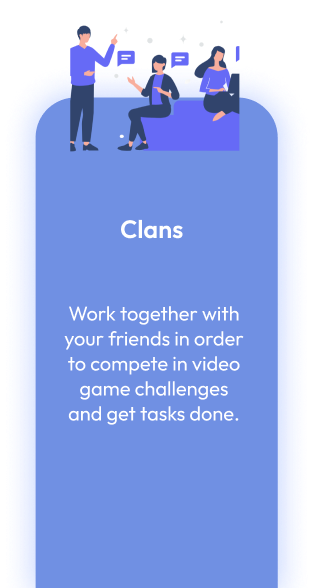 Clans
Work together with
your friends in order
to compete in video
game challenges
and get tasks done.